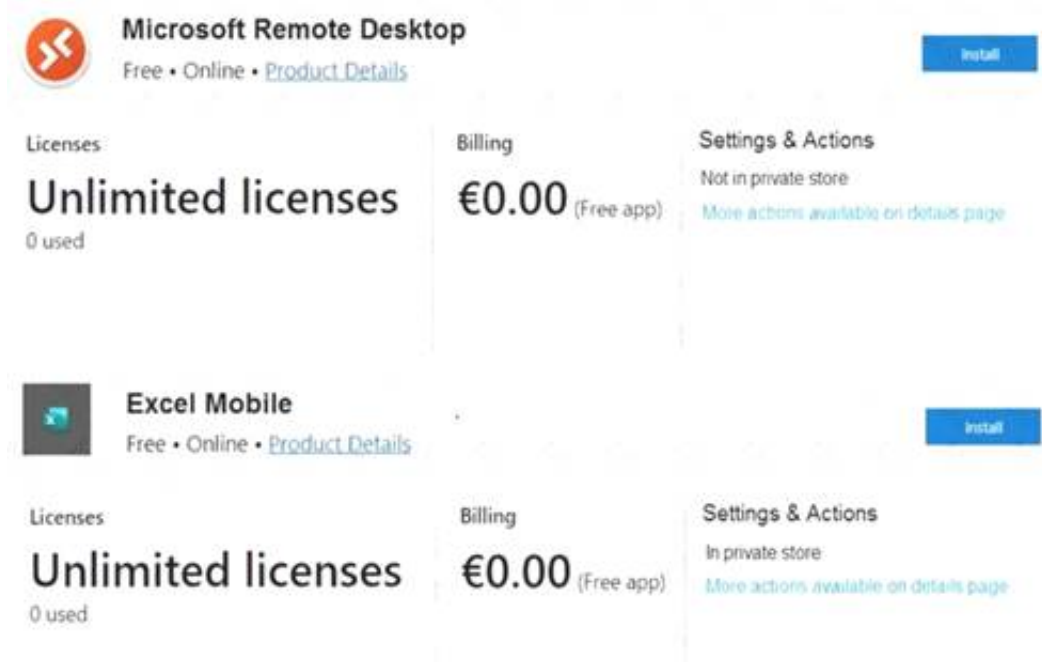 Microsoft Remote Desktop
Free • Online • Product Details
Install
Licenses
Unlimited licenses
0 used
Billing
€0.00 (Free app)
Settings & Actions
Not in private store
More actions available on details page
Excel Mobile
Free • Online • Product Details
Install
Licenses
Unlimited licenses
0 used
Billing
€0.00 (Free app)
Settings & Actions
In private store
More actions available on details page